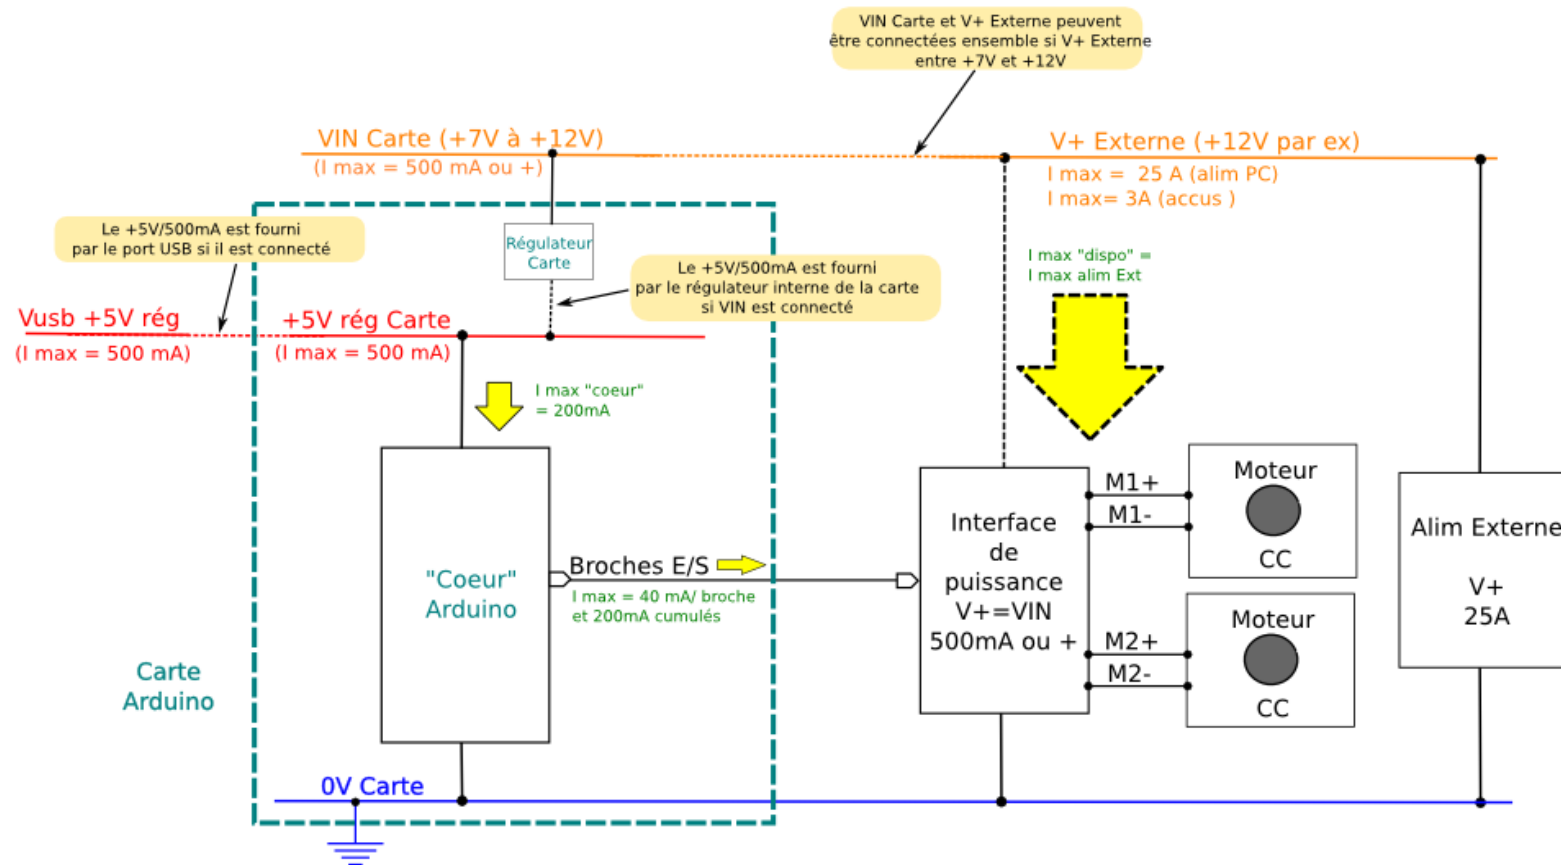 VIN Carte et V+ Externe peuvent
être connectées ensemble si V+ Externe
entre +7V et +12V
VIN Carte (+7V à +12V)
(I max = 500 mA ou +)
V+ Externe (+12V par ex)
I max =  25 A (alim PC)
I max= 3A (accus )
Le +5V/500mA est fourni
par le port USB si il est connecté
Régulateur
Carte
Le +5V/500mA est fourni
par le régulateur interne de la carte
si VIN est connecté
I max "dispo" =
I max alim Ext
Vusb +5V rég
(I max = 500 mA)
+5V rég Carte
(I max = 500 mA)
I max "coeur"
= 200mA
"Coeur"
Arduino
Broches E/S
I max = 40 mA/ broche
et 200mA cumulés
Interface
de
puissance
V+=VIN
500mA ou +
M1+
M1-
Moteur
CC
M2+
M2-
Moteur
CC
Alim Externe
V+
25A
Carte
Arduino
0V Carte